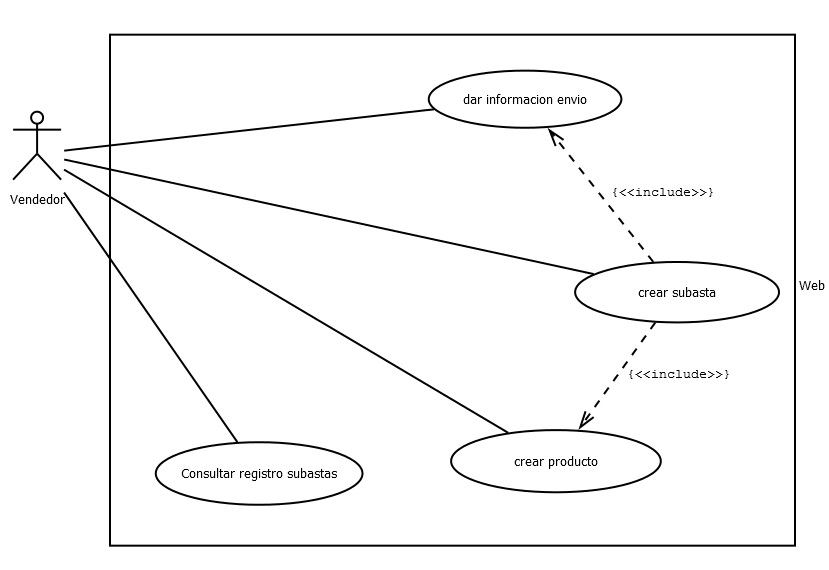 dar informacion envio
{<<include>>}
Vendedor
crear subasta
Web
{<<include>>}
crear producto
Consultar registro subastas